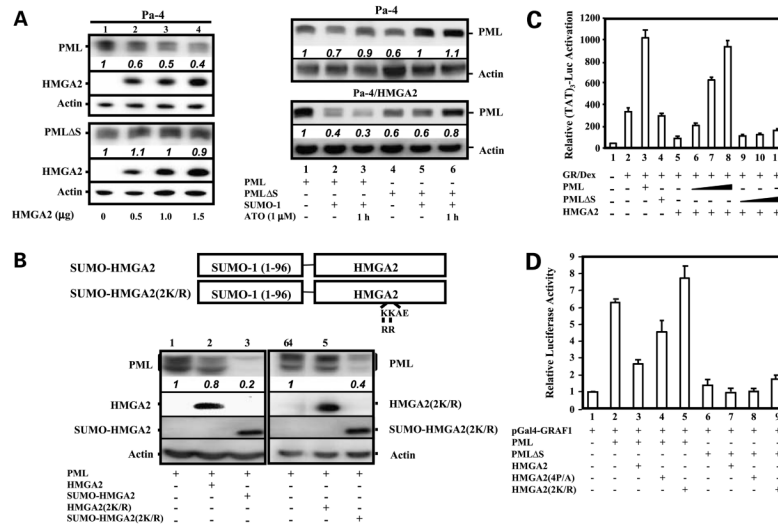 A
Pa-4
1 2 3 4
PML
1 0.6 0.5 0.4
HMGA2
Actin
PMLΔS
1 1.1 1 0.9
HMGA2
Actin
HMGA2 (µg) 0 0.5 1.0 1.5
Pa-4
PML
1 0.7 0.9 0.6 1 1.1
Actin
Pa-4/HMGA2
PML
1 0.4 0.3 0.6 0.6 0.8
Actin
1 2 3 4 5 6
PML + + + - - -
PMLΔS - - - + + +
SUMO-1 - + + - + +
ATO (1 µM) - - 1 h - - 1 h
B
SUMO-HMGA2 SUMO-1 (1-96) HMGA2
SUMO-HMGA2(2K/R) SUMO-1 (1-96) HMGA2
KKAE
RR
1 2 3 64 5
PML PML
1 0.8 0.2 1 0.4
HMGA2 HMGA2(2K/R)
SUMO-HMGA2 SUMO-HMGA2(2K/R)
Actin Actin
PML + + + + + +
HMGA2 - + - - - -
SUMO-HMGA2 - - + - - -
HMGA2(2K/R) - - - - + -
SUMO-HMGA2(2K/R) - - - - - +
C
Relative (TAT)3-Luc Activation
1200
1000
800
600
400
200
0
1 2 3 4 5 6 7 8 9 10 1
GR/Dex - + + + + + + + + + +
PML - - + - -
PMLΔS - - - + - - - -
HMGA2 - - - - + + + + + + +
D
Relative Luciferase Activity
9
8
7
6
5
4
3
2
1
0
1 2 3 4 5 6 7 8 9
pGal4-GRAF1 + + + + + + + + +
PML - + + + + - - - -
PMLΔS - - - - - + + + +
HMGA2 - - + - - - + - -
HMGA2(4P/A) - - - + - - - + -
HMGA2(2K/R) - - - - + - - - +